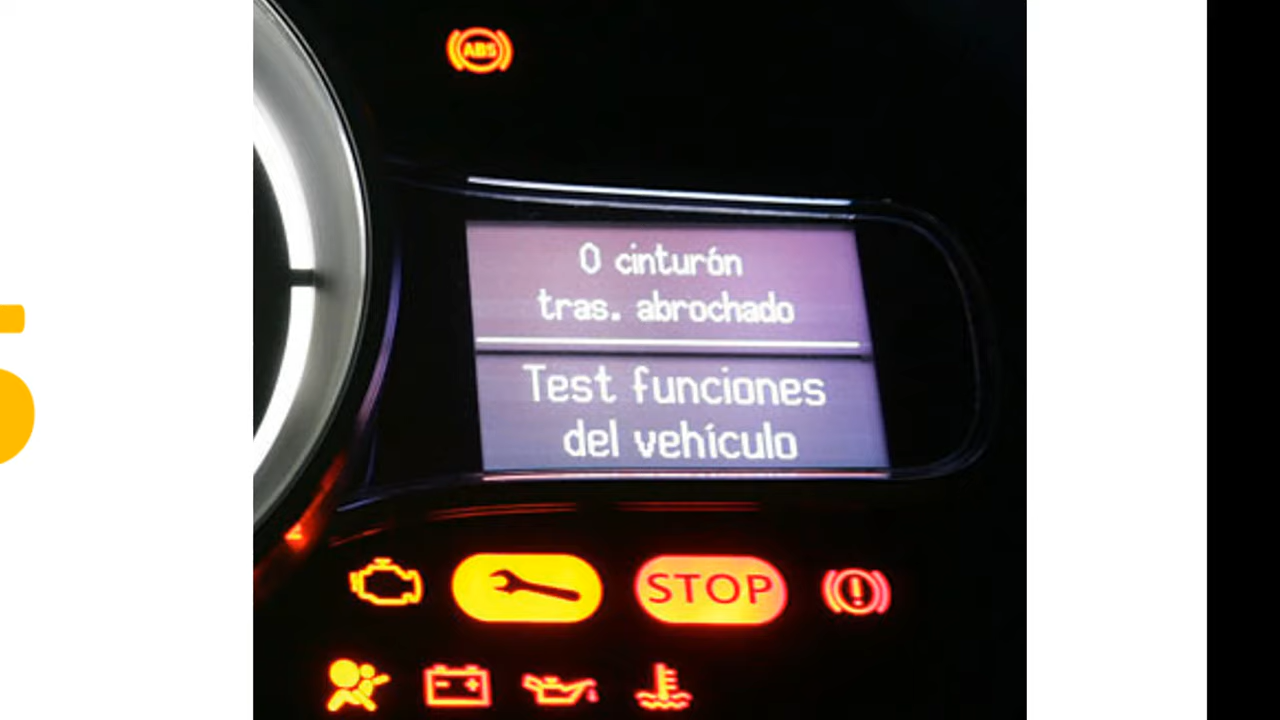 ABS
0 cinturón
tras. abrochado
Test funciones
del vehículo
STOP